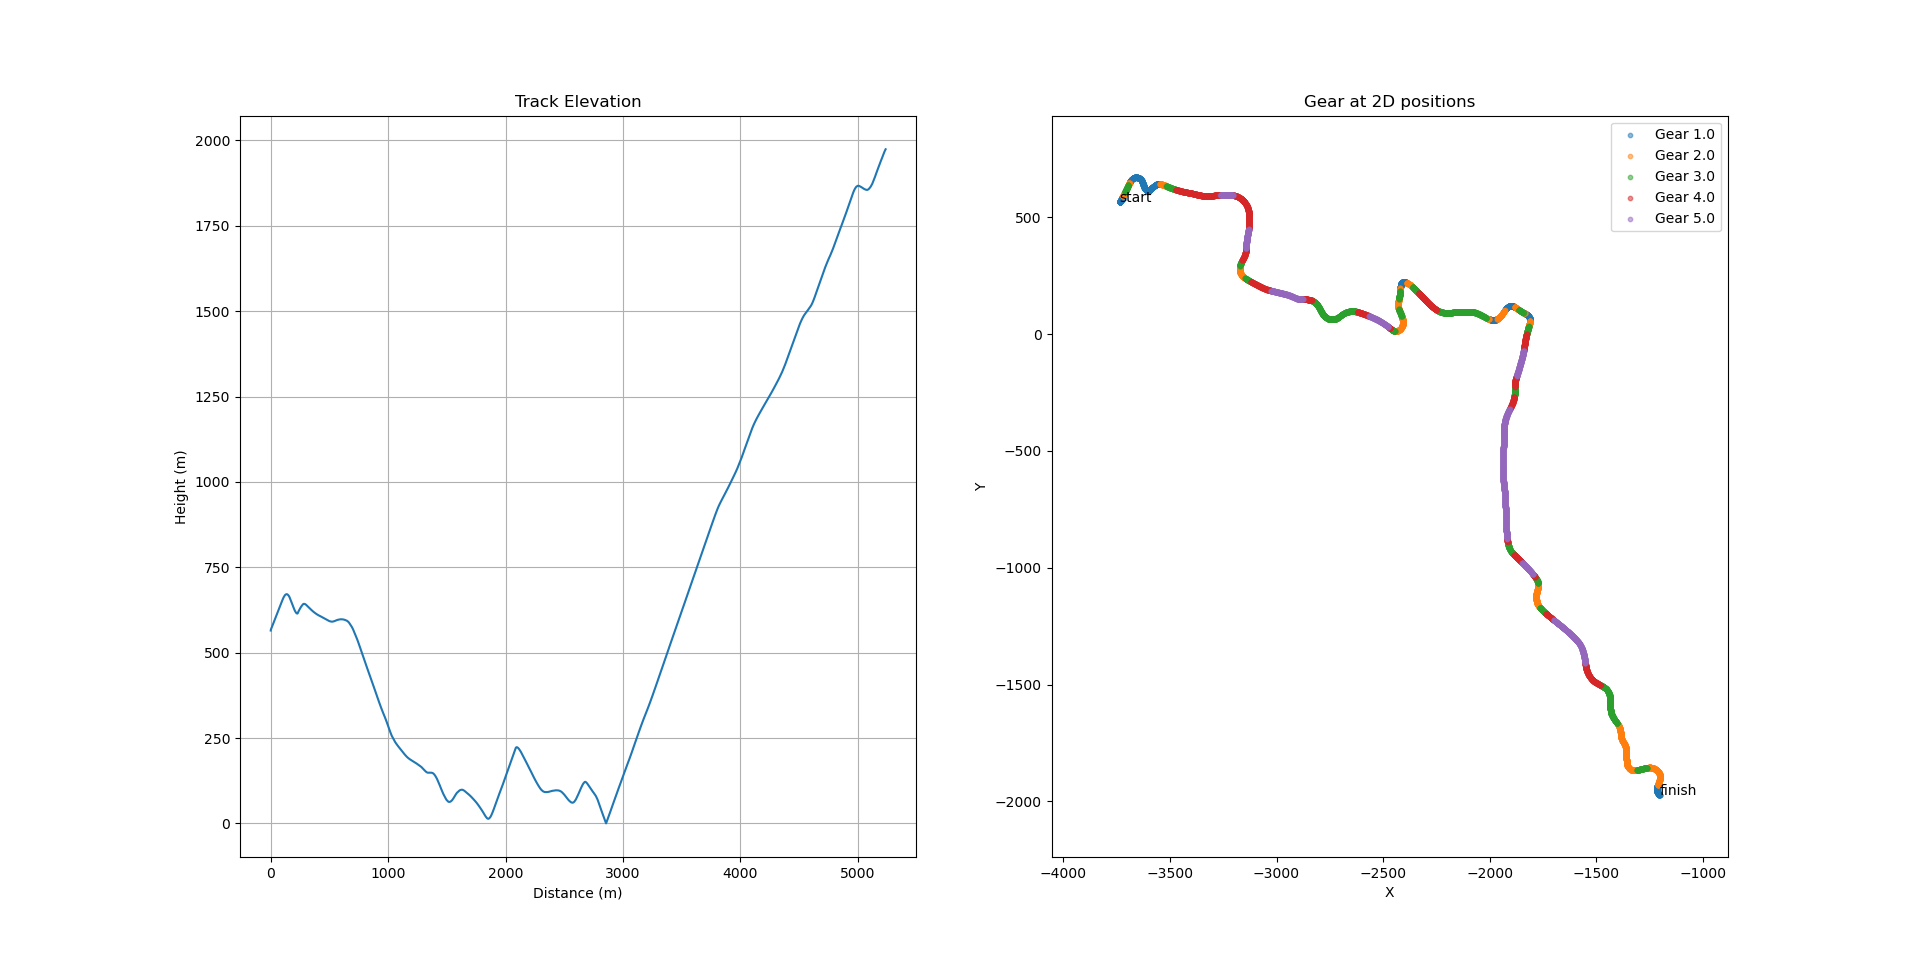 Track Elevation
2000
1750
1500
1250
1000
750
500
250
0
Height (m)
0 1000 2000 3000 4000 5000
Distance (m)
Gear at 2D positions
Gear 1.0
Gear 2.0
Gear 3.0
Gear 4.0
Gear 5.0
start
finish
500
0
−500
−1000
−1500
−2000
Y
−4000 −3500 −3000 −2500 −2000 −1500 −1000
X